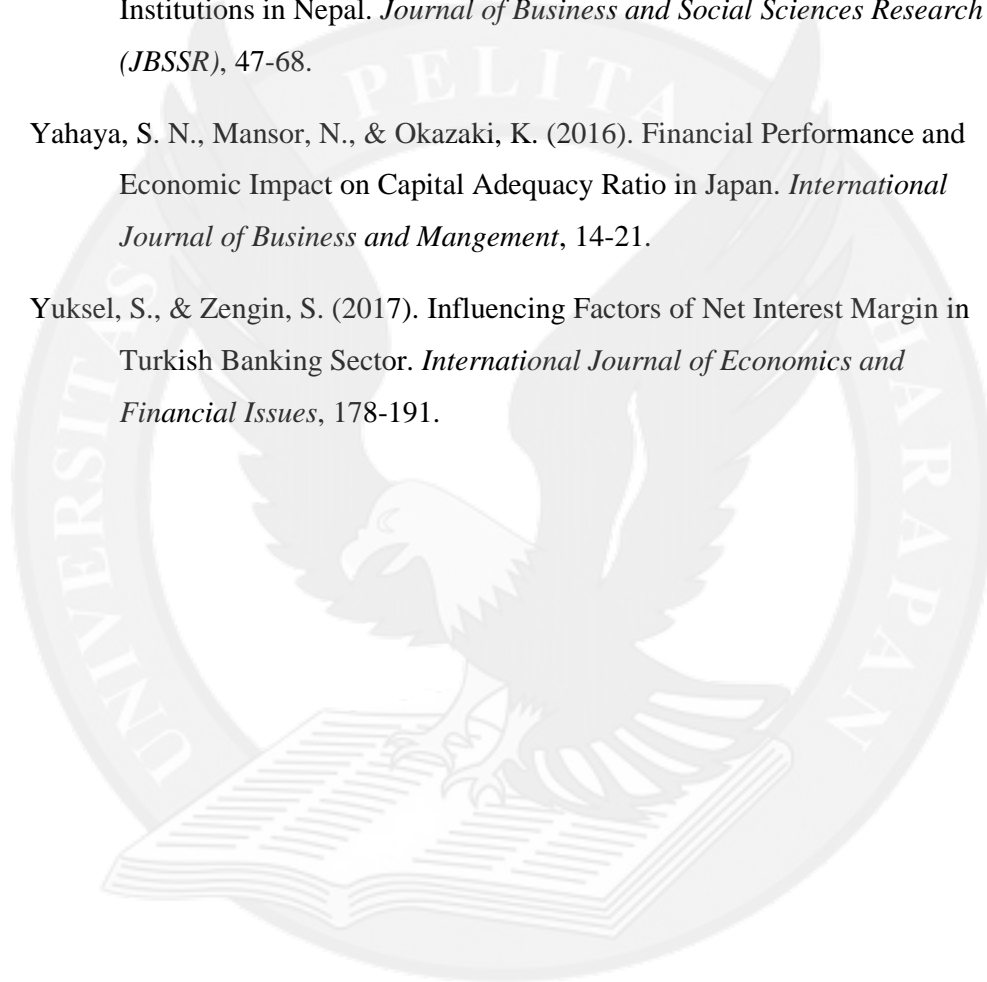 Institutions in Nepal. Journal of Business and Social Sciences Research
(JBSSR), 47-68.
Yahaya, S. N., Mansor, N., & Okazaki, K. (2016). Financial Performance and
Economic Impact on Capital Adequacy Ratio in Japan. International
Journal of Business and Mangement, 14-21.
Yuksel, S., & Zengin, S. (2017). Influencing Factors of Net Interest Margin in
Turkish Banking Sector. International Journal of Economics and
Financial Issues, 178-191.
UNIVERSITAS PELITA HARAPAN